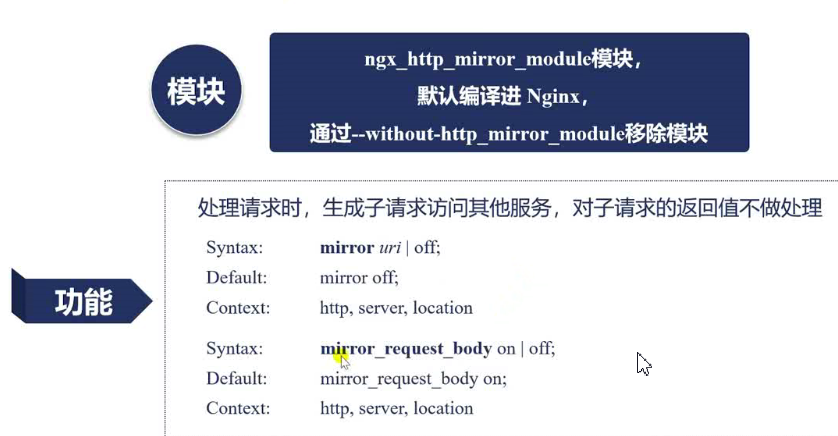 模块
ngx_http_mirror_module模块，
默认编译进 Nginx，
通过--without-http_mirror_module移除模块
功能
处理请求时，生成子请求访问其他服务，对子请求的返回值不做处理
Syntax: mirror uri | off;
Default: mirror off;
Context: http, server, location
Syntax: mirror_request_body on | off;
Default: mirror_request_body on;
Context: http, server, location